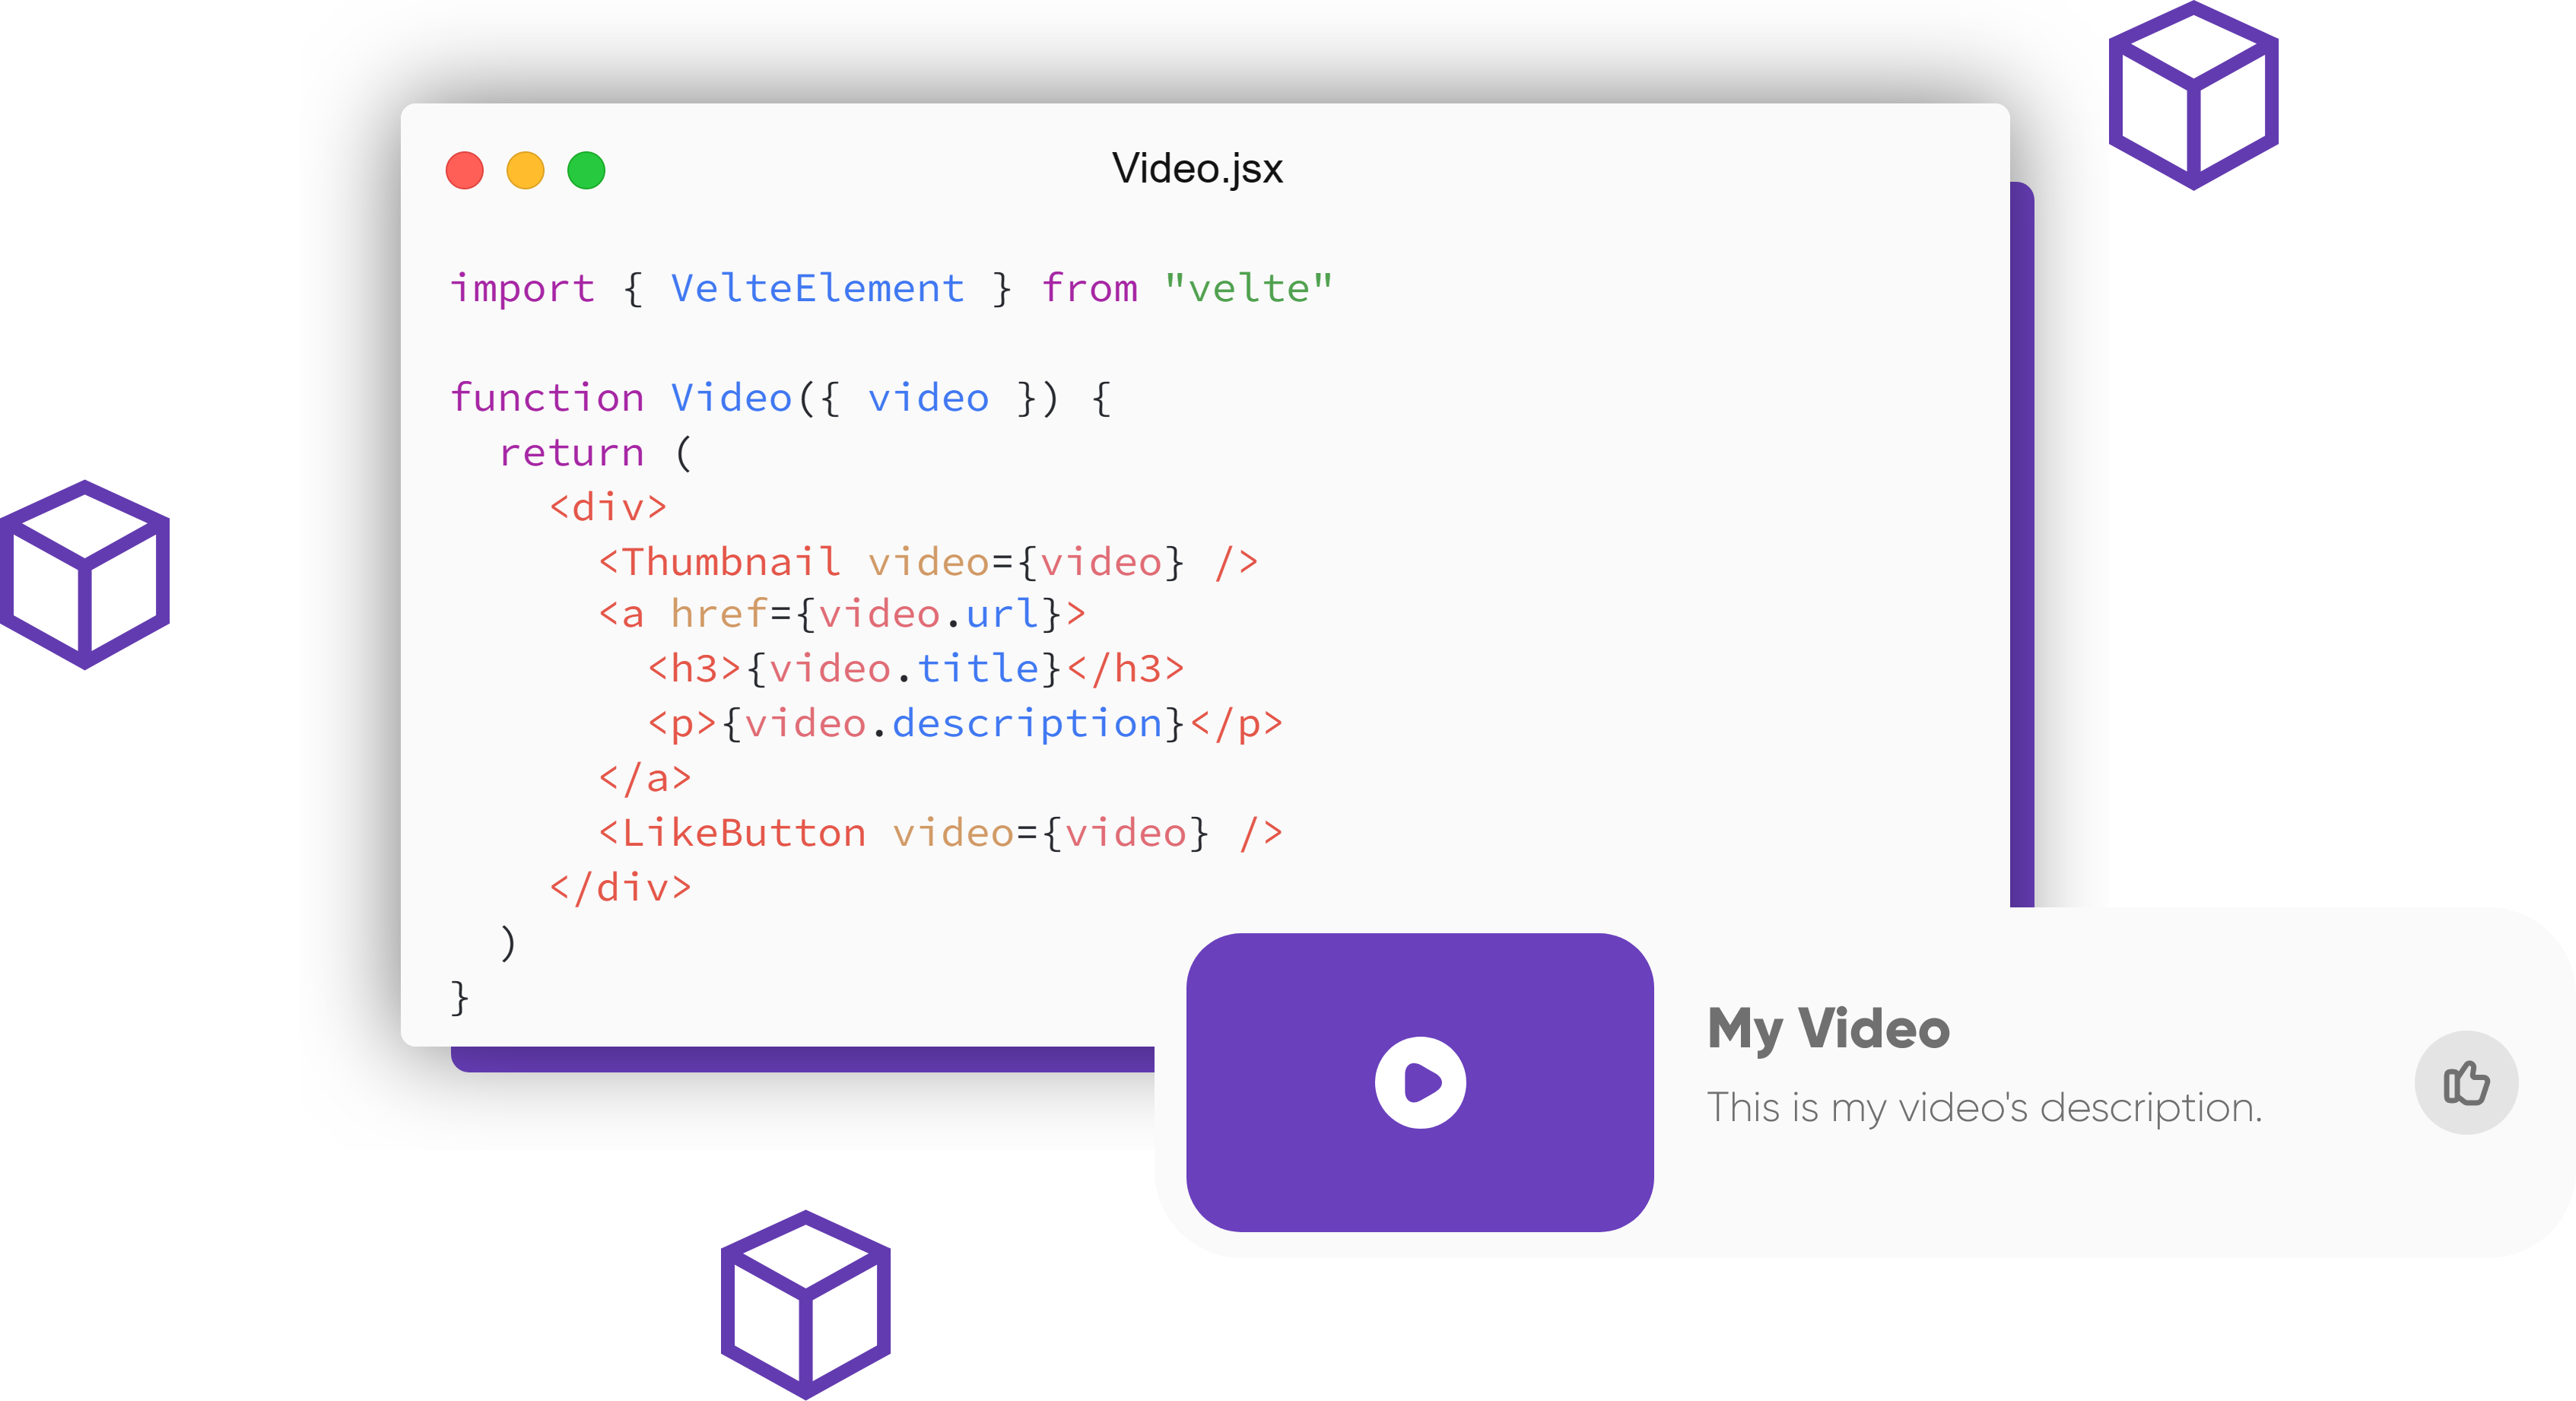 Video.jsx
import { VelteElement } from "velte"
function Video({ video }) {
return (
<div>
<Thumbnail video={video} />
<a href={video.url}>
<h3>{video.title}</h3>
<p>{video.description}</p>
</a>
<LikeButton video={video} />
</div>
)
}
My Video
This is my video's description.